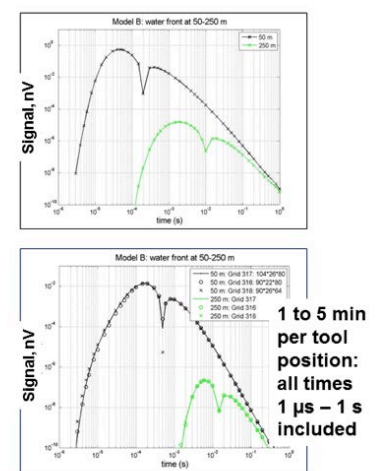 Model B: water front at 50-250 m
50 m
250 m
Signal, nV
time (s)
Model B: water front at 50-250 m
50 m: Grid 317: 104*26*80
50 m: Grid 316: 90*22*80
50 m: Grid 318: 90*26*64
250 m: Grid 317
250 m: Grid 316
250 m: Grid 318
Signal, nV
time (s)
1 to 5 min
per tool
position:
all times
1 µs – 1 s
included